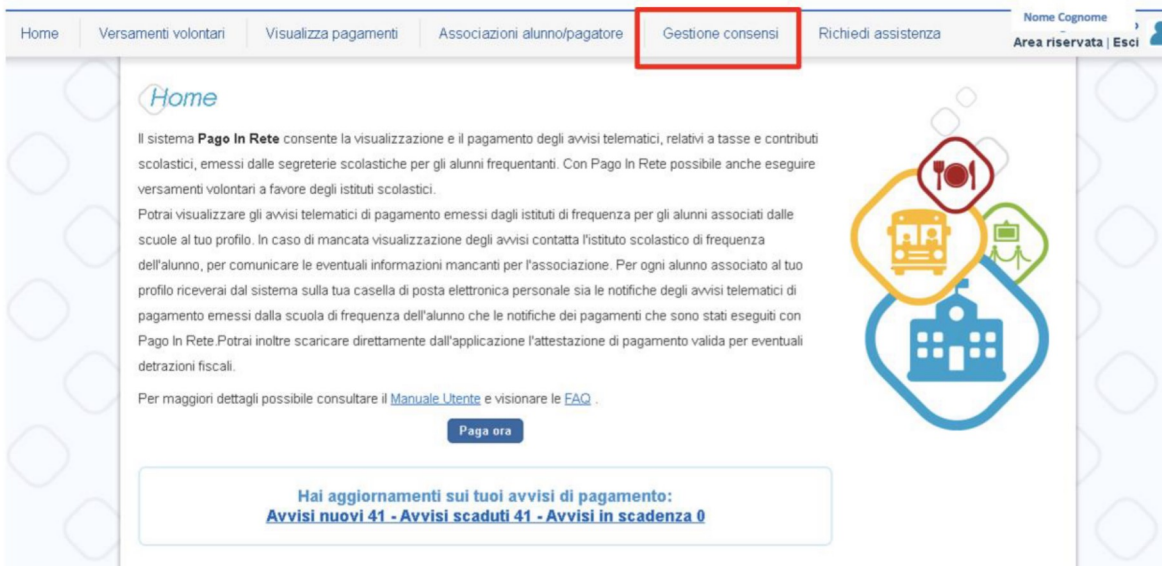 Home Versamenti volontari Visualizza pagamenti Associazioni alunno/pagatore Gestione consensi Richiedi assistenza
Nome Cognome
Area riservata | Esci
Home
Il sistema Pago In Rete consente la visualizzazione e il pagamento degli avvisi telematici, relativi a tasse e contributi
scolastici, emessi dalle segreterie scolastiche per gli alunni frequentanti. Con Pago In Rete possibile anche eseguire
versamenti volontari a favore degli istituti scolastici.
Potrai visualizzare gli avvisi telematici di pagamento emessi dagli istituti di frequenza per gli alunni associati dalle
scuole al tuo profilo. In caso di mancata visualizzazione degli avvisi contatta l'istituto scolastico di frequenza
dell'alunno, per comunicare le eventuali informazioni mancanti per l'associazione. Per ogni alunno associato al tuo
profilo riceverai dal sistema sulla tua casella di posta elettronica personale sia le notifiche degli avvisi telematici di
pagamento emessi dalla scuola di frequenza dell'alunno che le notifiche dei pagamenti che sono stati eseguiti con
Pago In Rete.Potrai inoltre scaricare direttamente dall'applicazione l'attestazione di pagamento valida per eventuali
detrazioni fiscali.
Per maggiori dettagli possibile consultare il Manuale Utente e visionare le FAQ .
Paga ora
Hai aggiornamenti sui tuoi avvisi di pagamento:
Avvisi nuovi 41 - Avvisi scaduti 41 - Avvisi in scadenza 0